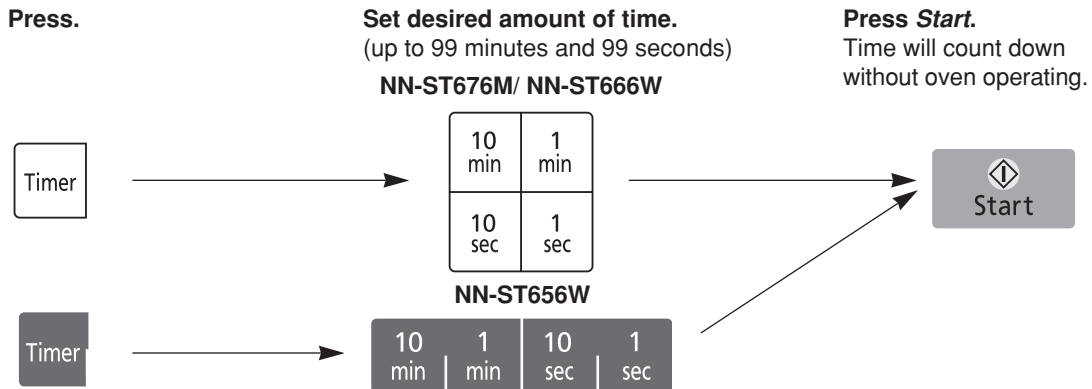 Press.
Set desired amount of time.
(up to 99 minutes and 99 seconds)
Press Start.
Time will count down
without oven operating.
NN-ST676M/ NN-ST666W
Timer
10 min
1 min
10 sec
1 sec
Start
NN-ST656W
Timer
10 min
1 min
10 sec
1 sec